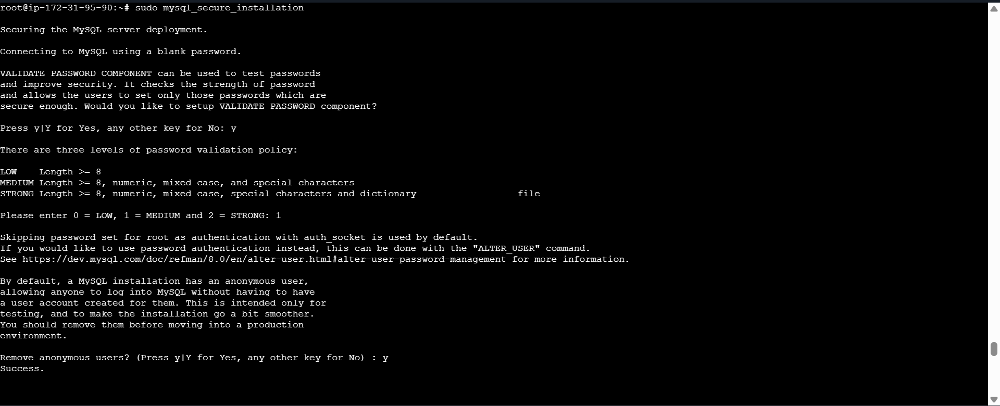 root@ip-172-31-95-90:~# sudo mysql_secure_installation
Securing the MySQL server deployment.
Connecting to MySQL using a blank password.
VALIDATE PASSWORD COMPONENT can be used to test passwords
and improve security. It checks the strength of password
and allows the users to set only those passwords which are
secure enough. Would you like to setup VALIDATE PASSWORD component?
Press y|Y for Yes, any other key for No: y
There are three levels of password validation policy:
LOW    Length >= 8
MEDIUM Length >= 8, numeric, mixed case, and special characters
STRONG Length >= 8, numeric, mixed case, special characters and dictionary                  file
Please enter 0 = LOW, 1 = MEDIUM and 2 = STRONG: 1
Skipping password set for root as authentication with auth_socket is used by default.
If you would like to use password authentication instead, this can be done with the "ALTER_USER" command.
See https://dev.mysql.com/doc/refman/8.0/en/alter-user.html#alter-user-password-management for more information.
By default, a MySQL installation has an anonymous user,
allowing anyone to log into MySQL without having to have
a user account created for them. This is intended only for
testing, and to make the installation go a bit smoother.
You should remove them before moving into a production
environment.
Remove anonymous users? (Press y|Y for Yes, any other key for No) : y
Success.